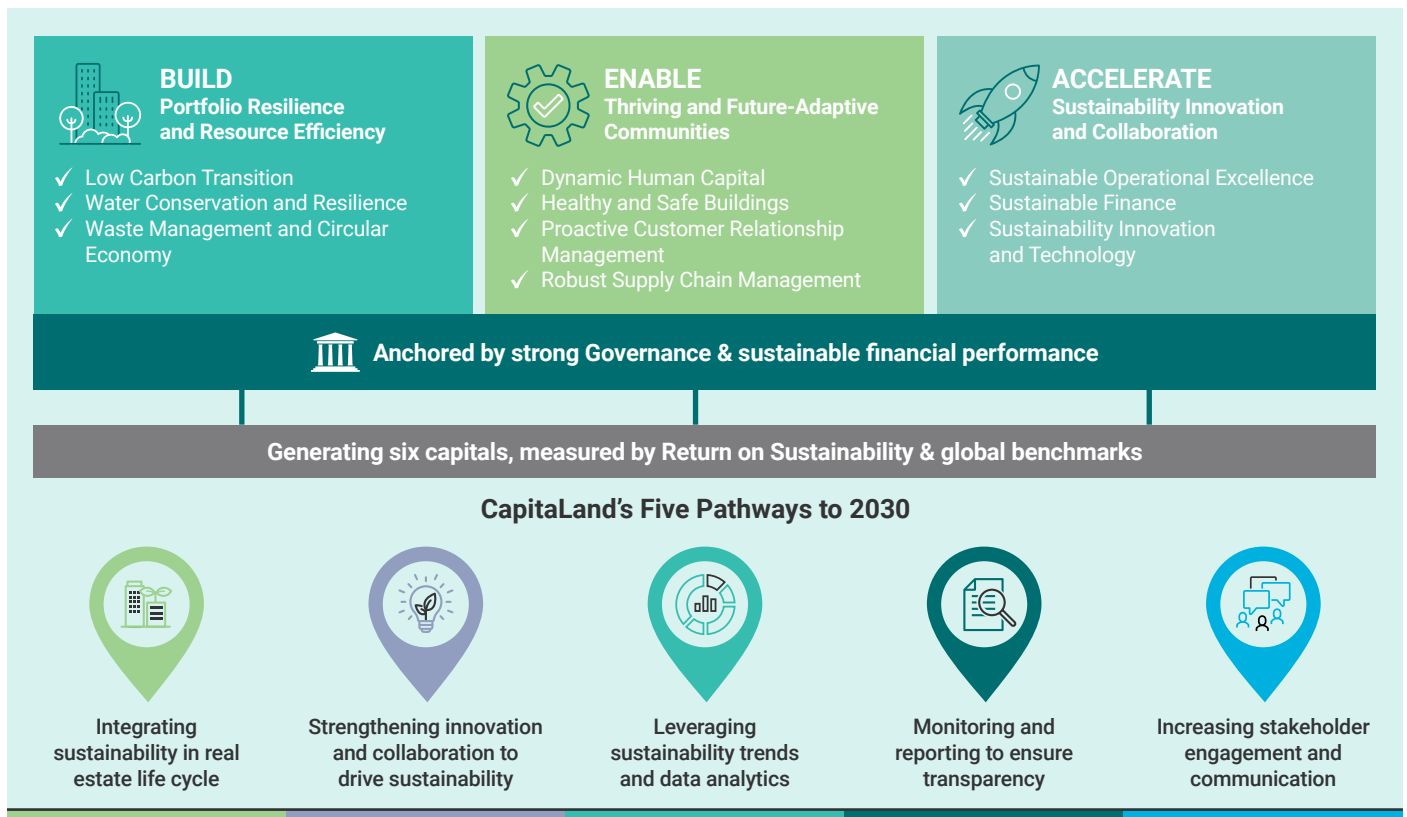 BUILD
Portfolio Resilience
and Resource Efficiency
✓ Low Carbon Transition
✓ Water Conservation and Resilience
✓ Waste Management and Circular
Economy
ENABLE
Thriving and Future-Adaptive
Communities
✓ Dynamic Human Capital
✓ Healthy and Safe Buildings
✓ Proactive Customer Relationship
Management
✓ Robust Supply Chain Management
ACCELERATE
Sustainability Innovation
and Collaboration
✓ Sustainable Operational Excellence
✓ Sustainable Finance
✓ Sustainability Innovation
and Technology
Anchored by strong Governance & sustainable financial performance
Generating six capitals, measured by Return on Sustainability & global benchmarks
CapitaLand’s Five Pathways to 2030
Integrating
sustainability in real
estate life cycle
Strengthening innovation
and collaboration to
drive sustainability
Leveraging
sustainability trends
and data analytics
Monitoring and
reporting to ensure
transparency
Increasing stakeholder
engagement and
communication